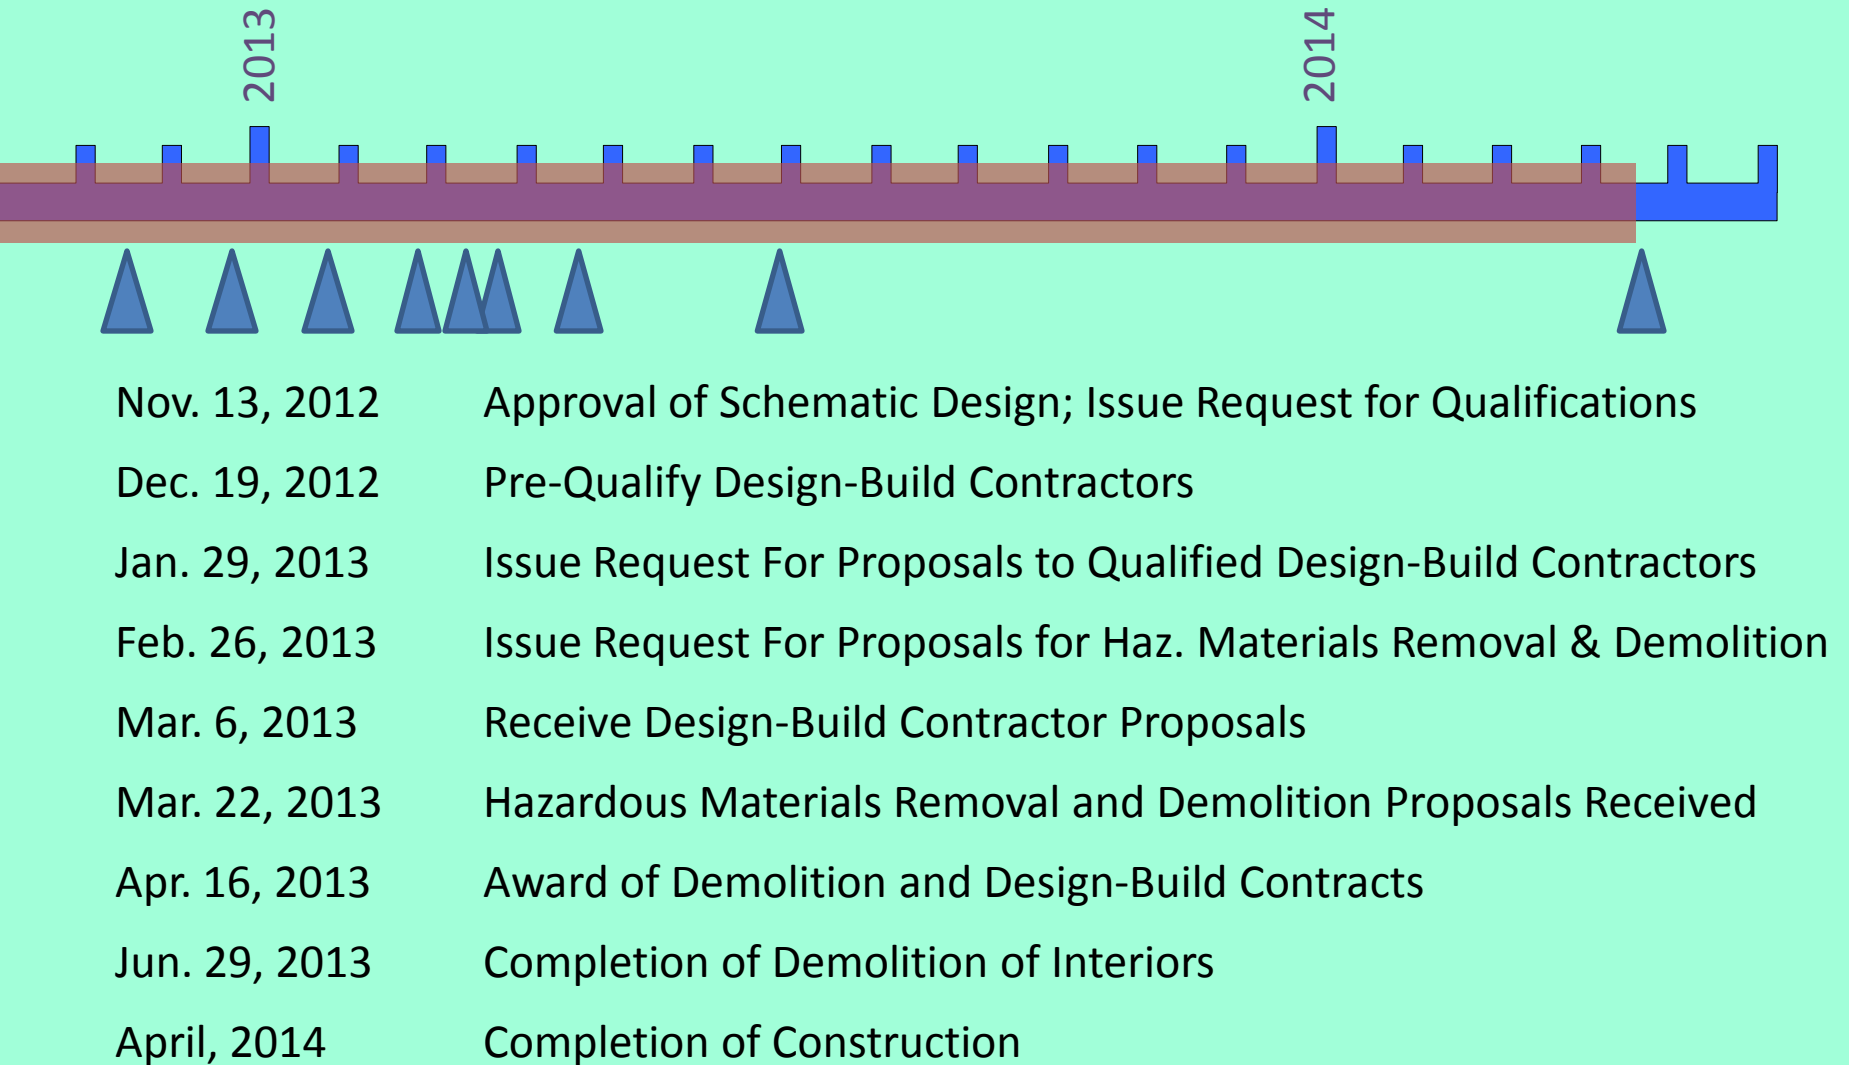 2013 2014
Nov. 13, 2012 Approval of Schematic Design; Issue Request for Qualifications
Dec. 19, 2012 Pre-Qualify Design-Build Contractors
Jan. 29, 2013 Issue Request For Proposals to Qualified Design-Build Contractors
Feb. 26, 2013 Issue Request For Proposals for Haz. Materials Removal & Demolition
Mar. 6, 2013 Receive Design-Build Contractor Proposals
Mar. 22, 2013 Hazardous Materials Removal and Demolition Proposals Received
Apr. 16, 2013 Award of Demolition and Design-Build Contracts
Jun. 29, 2013 Completion of Demolition of Interiors
April, 2014 Completion of Construction